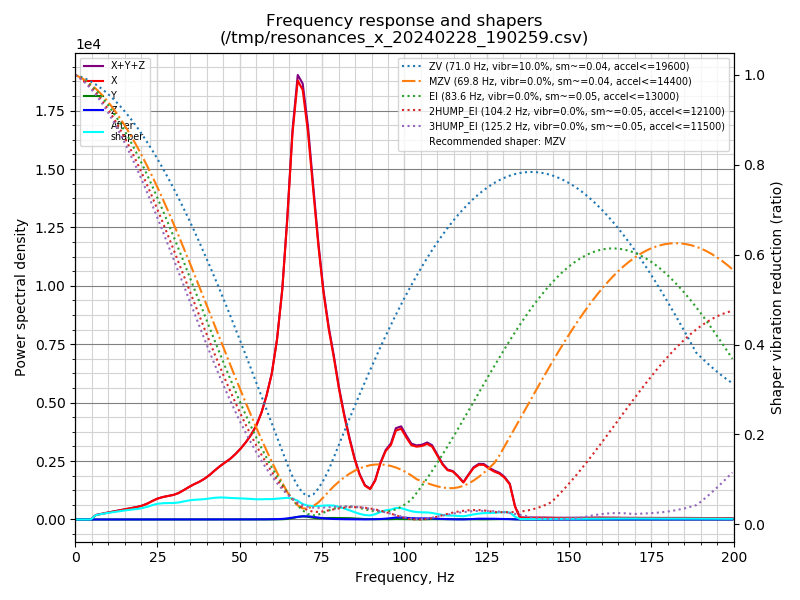 Frequency response and shapers
(/tmp/resonances_x_20240228_190259.csv)
1e4
X+Y+Z
X
Y
Z
After
shaper
ZV (71.0 Hz, vibr=10.0%, sm~=0.04, accel<=19600)
MZV (69.8 Hz, vibr=0.0%, sm~=0.04, accel<=14400)
EI (83.6 Hz, vibr=0.0%, sm~=0.05, accel<=13000)
2HUMP_EI (104.2 Hz, vibr=0.0%, sm~=0.05, accel<=12100)
3HUMP_EI (125.2 Hz, vibr=0.0%, sm~=0.05, accel<=11500)
Recommended shaper: MZV
1.75
1.50
1.25
1.00
0.75
0.50
0.25
0.00
Power spectral density
1.0
0.8
0.6
0.4
0.2
0.0
Shaper vibration reduction (ratio)
0 25 50 75 100 125 150 175 200
Frequency, Hz